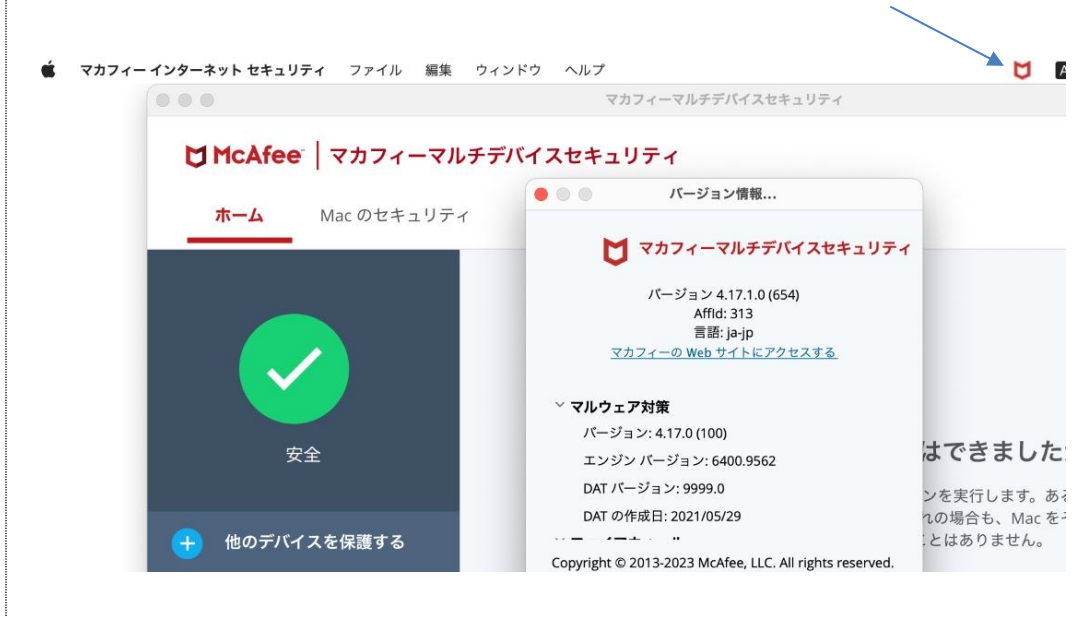 マカフィー インターネット セキュリティ ファイル 編集 ウィンドウ ヘルプ
マカフィーマルチデバイスセキュリティ
McAfee マカフィーマルチデバイスセキュリティ
ホーム Mac のセキュリティ
バージョン情報...
マカフィーマルチデバイスセキュリティ
バージョン 4.17.1.0 (654)
AffId: 313
言語: ja-jp
マカフィーの Web サイトにアクセスする
マルウェア対策
バージョン: 4.17.0 (100)
エンジン バージョン: 6400.9562
DAT バージョン: 9999.0
DAT の作成日: 2021/05/29
Copyright © 2013-2023 McAfee, LLC. All rights reserved.
安全
他のデバイスを保護する
はできました
ンを実行します。ある
れの場合も、Mac を
ことはありません。